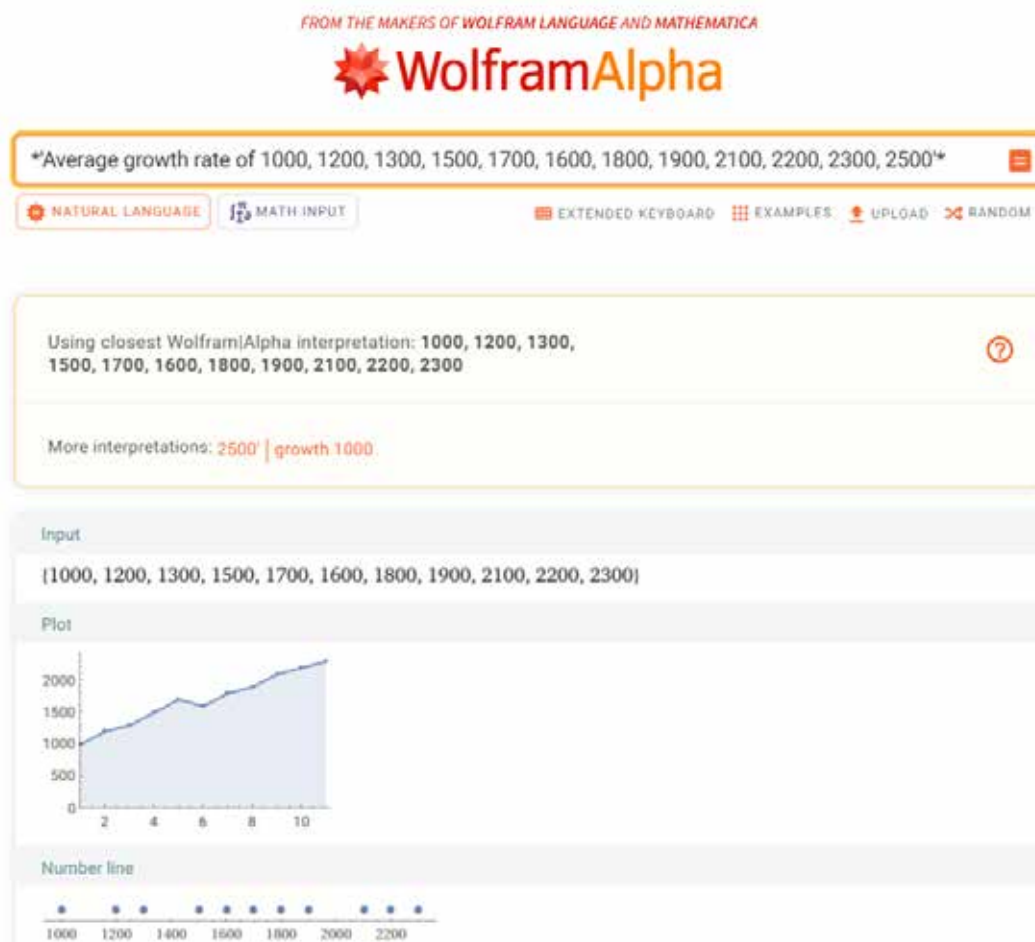 FROM THE MAKERS OF WOLFRAM LANGUAGE AND MATHEMATICA
WolframAlpha
*'Average growth rate of 1000, 1200, 1300, 1500, 1700, 1600, 1800, 1900, 2100, 2200, 2300, 2500'*
NATURAL LANGUAGE
MATH INPUT
EXTENDED KEYBOARD
EXAMPLES
UPLOAD
RANDOM
Using closest Wolfram|Alpha interpretation: 1000, 1200, 1300,
1500, 1700, 1600, 1800, 1900, 2100, 2200, 2300
More interpretations: 2500' | growth 1000
Input
{1000, 1200, 1300, 1500, 1700, 1600, 1800, 1900, 2100, 2200, 2300}
Plot
2000
1500
1000
500
0
2 4 6 8 10
Number line
1000 1200 1400 1600 1800 2000 2200